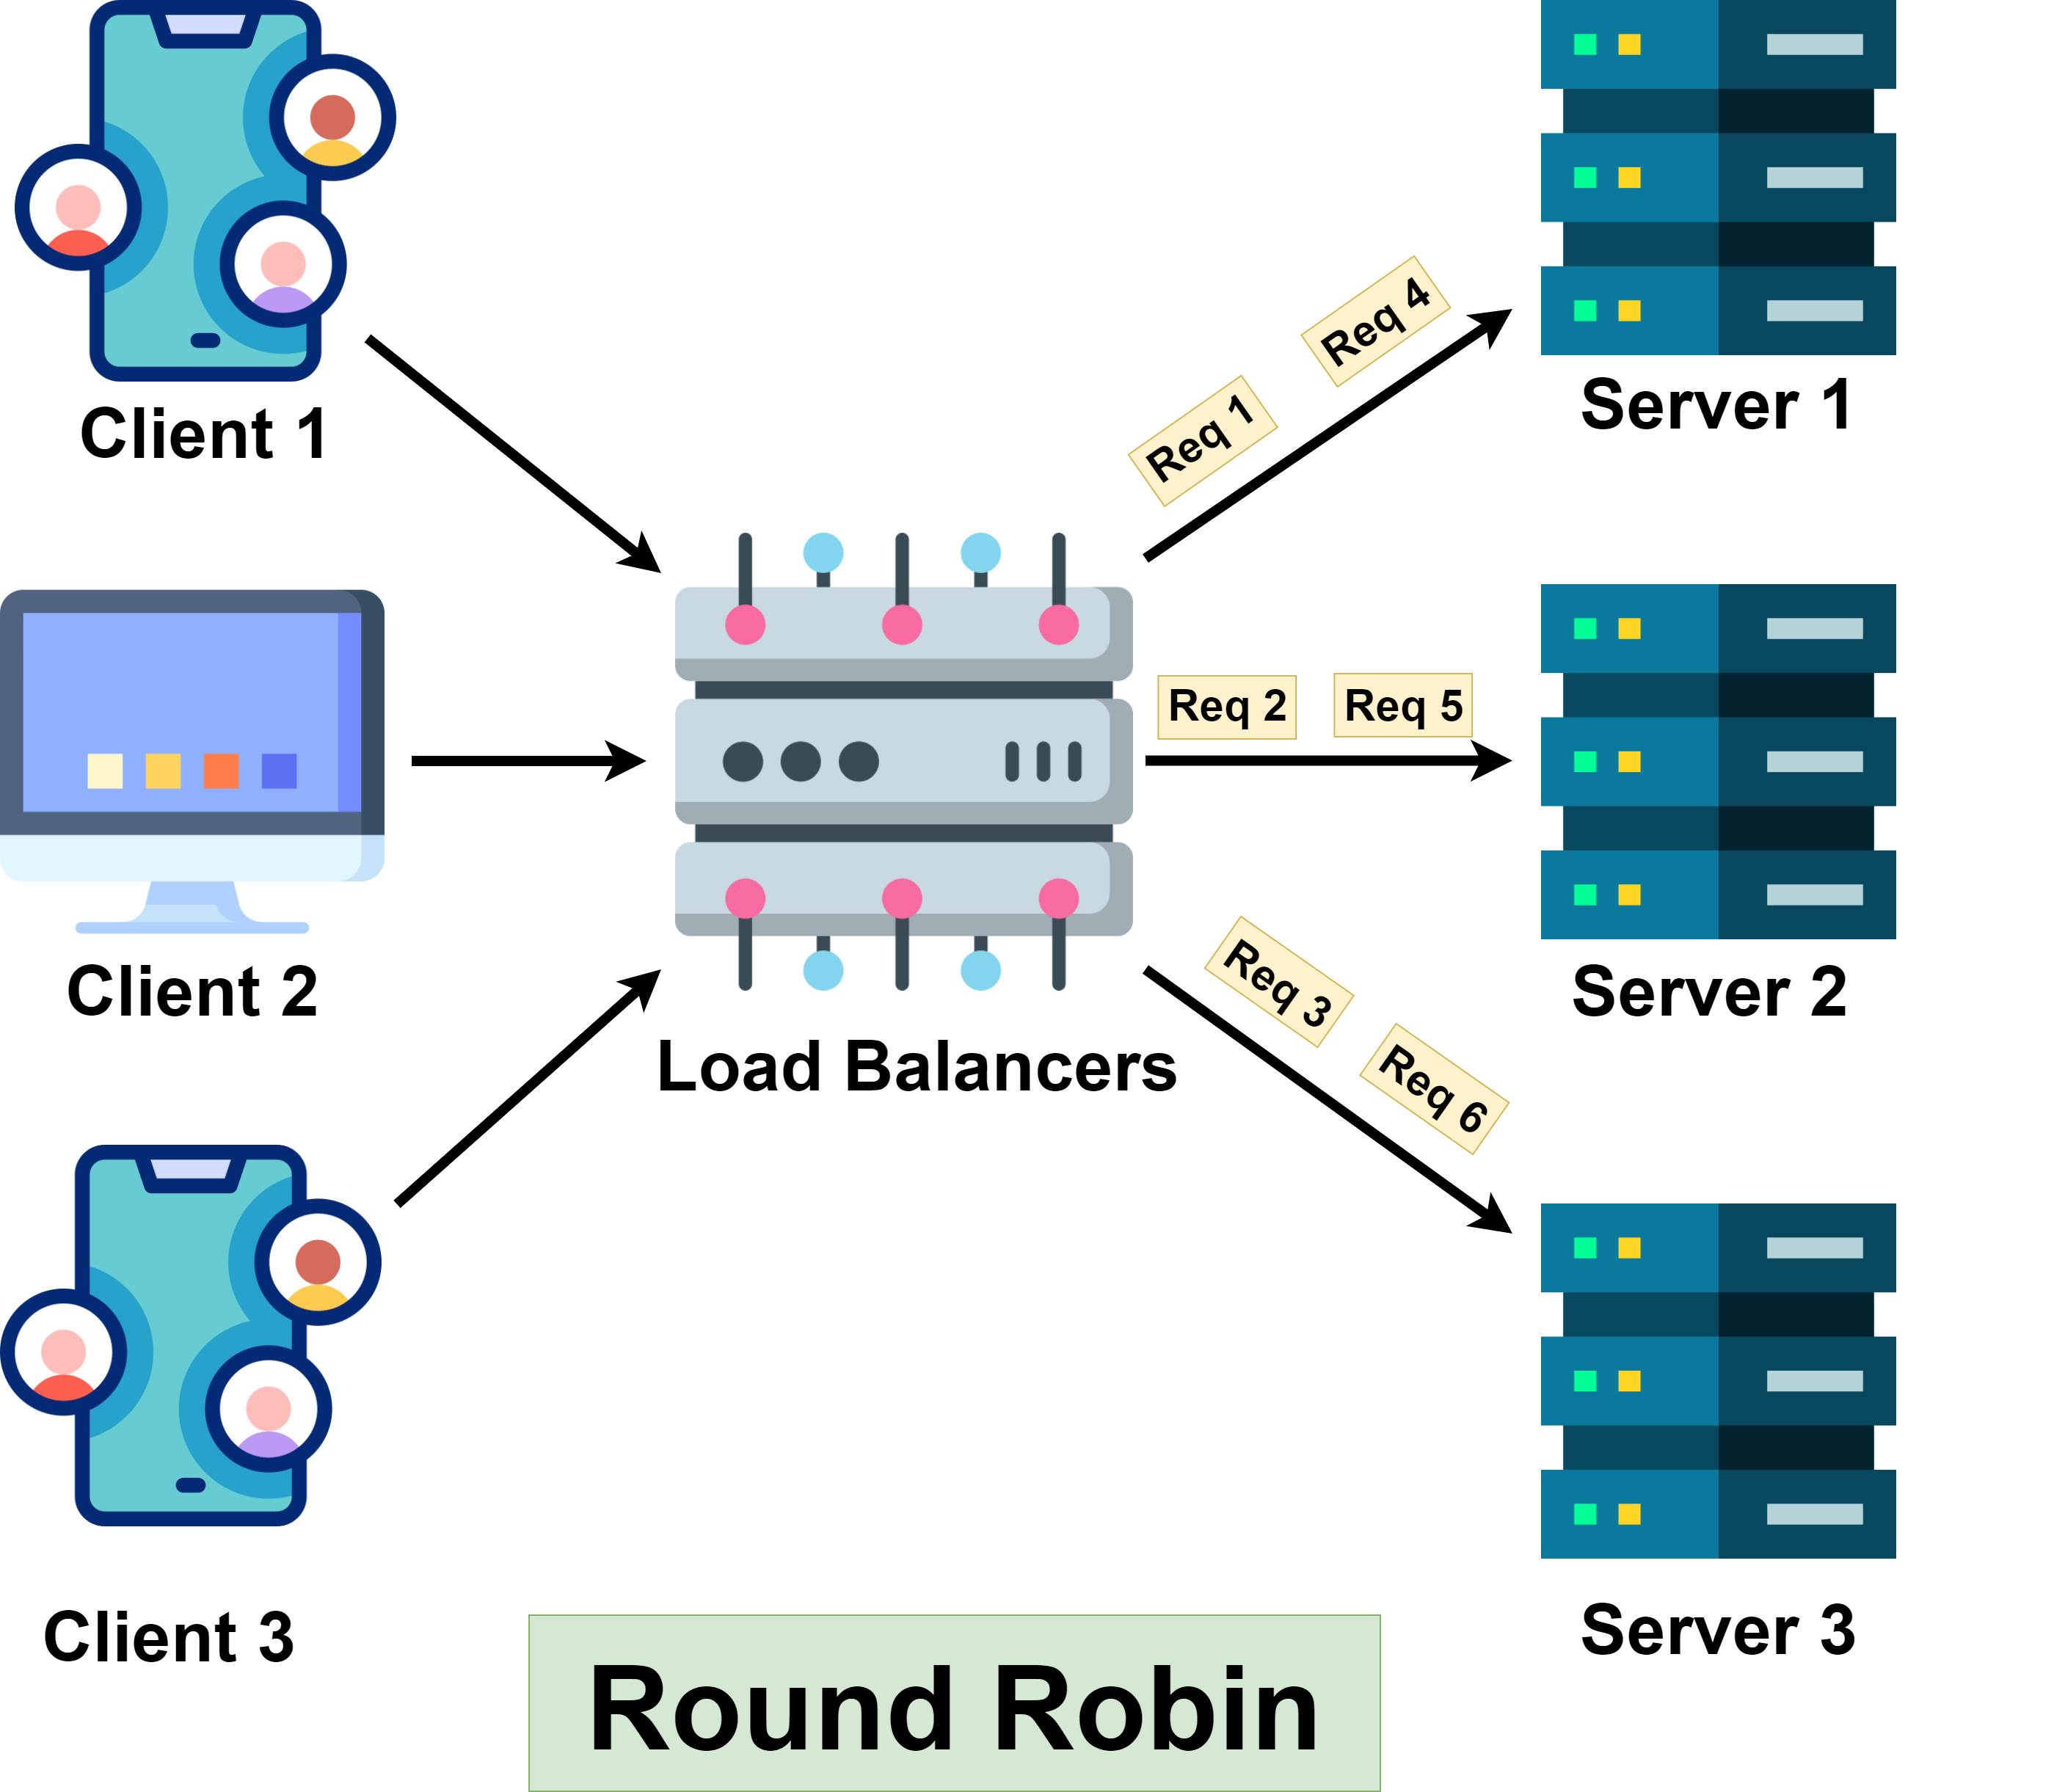 Client 1
Server 1
Req 1
Req 4
Client 2
Load Balancers
Req 2
Req 5
Server 2
Req 3
Req 6
Client 3
Server 3
Round Robin